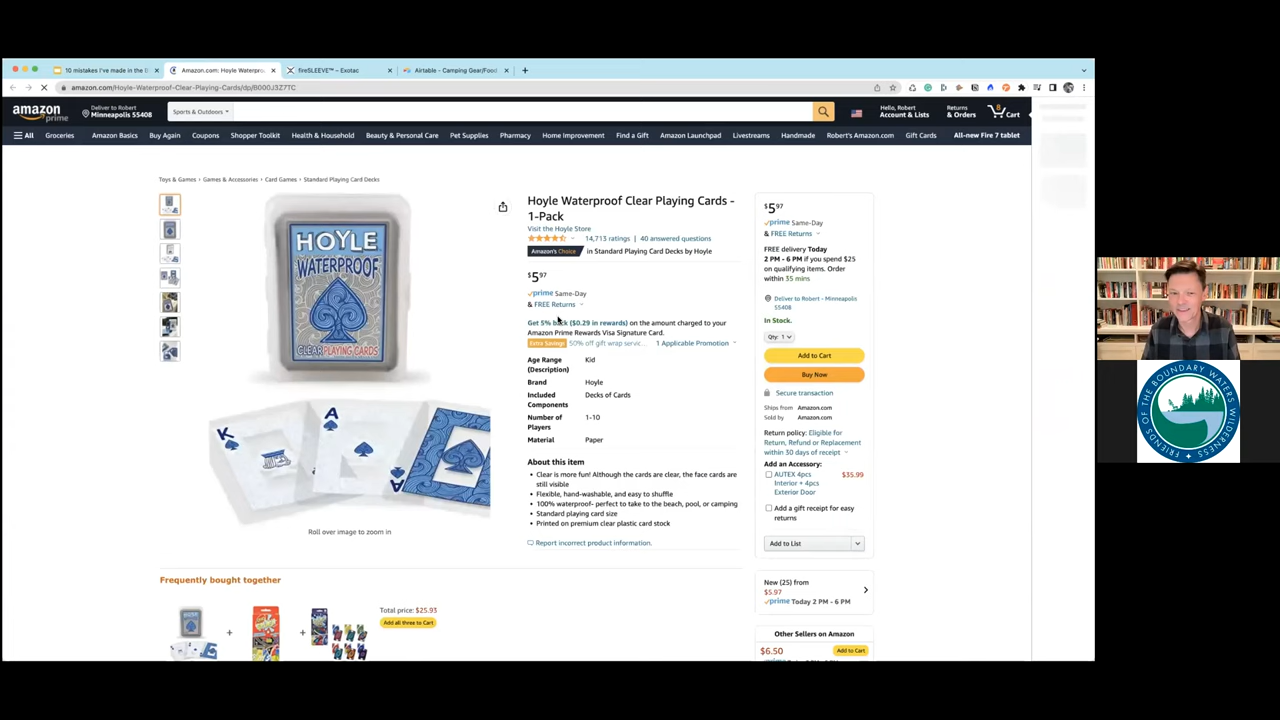 10 mistakes I've made in the B
Amazon.com: Hoyle Waterpro
fireSLEEVE™ – Exotac
Airtable - Camping Gear/Food
amazon.com/Hoyle-Waterproof-Clear-Playing-Cards/dp/B000J3Z7TC
amazon prime
Deliver to Robert
Minneapolis 55408
Sports & Outdoors
Hello, Robert
Account & Lists
Returns
& Orders
8
Cart
All
Groceries
Amazon Basics
Buy Again
Coupons
Shopper Toolkit
Health & Household
Beauty & Personal Care
Pet Supplies
Pharmacy
Home Improvement
Find a Gift
Amazon Launchpad
Livestreams
Handmade
Robert's Amazon.com
Gift Cards
All-new Fire 7 tablet
Toys & Games › Games & Accessories › Card Games › Standard Playing Card Decks
HOYLE
WATERPROOF
CLEAR PLAYING CARDS
K
A
A
Roll over image to zoom in
Hoyle Waterproof Clear Playing Cards -
1-Pack
Visit the Hoyle Store
14,713 ratings | 40 answered questions
Amazon's Choice in Standard Playing Card Decks by Hoyle
$597
prime Same-Day
& FREE Returns
Get 5% back ($0.29 in rewards) on the amount charged to your
Amazon Prime Rewards Visa Signature Card.
Extra Savings 50% off gift wrap servic... 1 Applicable Promotion
Age Range
(Description)
Kid
Brand
Hoyle
Included
Components
Decks of Cards
Number of
Players
1-10
Material
Paper
About this item
• Clear is more fun! Although the cards are clear, the face cards are
still visible
• Flexible, hand-washable, and easy to shuffle
• 100% waterproof- perfect to take to the beach, pool, or camping
• Standard playing card size
• Printed on premium clear plastic card stock
Report incorrect product information.
$597
prime Same-Day
& FREE Returns
FREE delivery Today
2 PM - 6 PM if you spend $25
on qualifying items. Order
within 35 mins
Deliver to Robert - Minneapolis
55408
In Stock.
Qty: 1
Add to Cart
Buy Now
Secure transaction
Ships from Amazon.com
Sold by Amazon.com
Return policy: Eligible for
Return, Refund or Replacement
within 30 days of receipt
Add an Accessory:
AUTEX 4pcs $35.99
Interior + 4pcs
Exterior Door
Add a gift receipt for easy
returns
Add to List
New (25) from
$5.97
prime Today 2 PM - 6 PM
Other Sellers on Amazon
$6.50
Add to Cart
Frequently bought together
+
+
Total price: $25.93
Add all three to Cart
FRIENDS OF THE BOUNDARY WATERS WILDERNESS